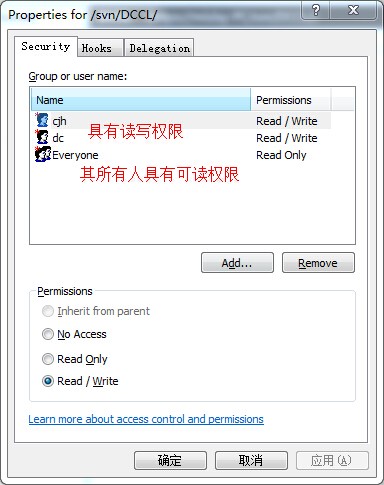 Properties for /svn/DCCL/
Security Hooks Delegation
Group or user name:
Name Permissions
cjh Read / Write
具有读写权限
dc Read / Write
Everyone Read Only
其所有人具有可读权限
Add... Remove
Permissions
Inherit from parent
No Access
Read Only
Read / Write
Learn more about access control and permissions
确定 取消 应用(A)